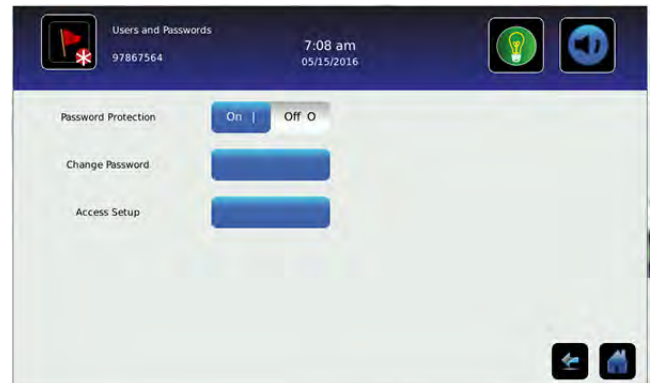 Users and Passwords
97867564
7:08 am
05/15/2016
Password Protection
On | Off O
Change Password
Access Setup